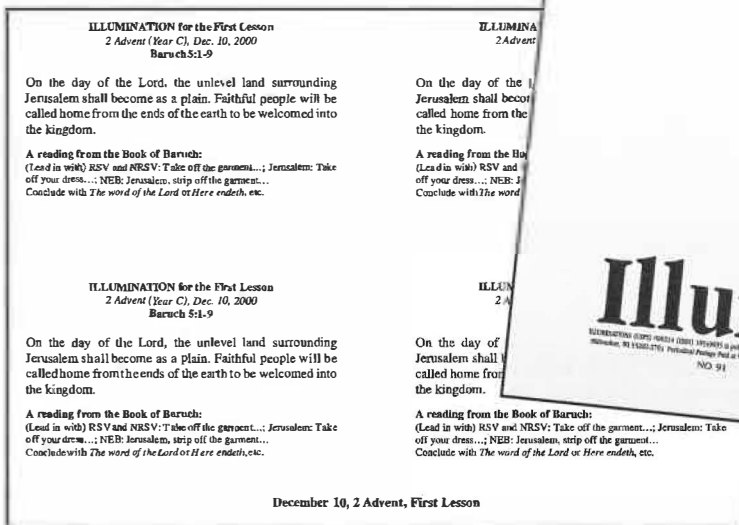 ILLUMINATION for the First Lesson
2 Advent (Year C), Dec. 10, 2000
Baruch 5:1-9
On the day of the Lord, the unlevel land surrounding
Jerusalem shall become as a plain. Faithful people will be
called home from the ends of the earth to be welcomed into
the kingdom.
A reading from the Book of Baruch:
(Lead in with) RSV and NRSV: Take off the garment...; Jerusalem: Take
off your dress...; NEB: Jerusalem, strip off the garment...
Conclude with The word of the Lord or Here endeth, etc.
ILLUMINA
2 Advent
On the day of the
Jerusalem shall becor
called home from the
the kingdom.
A reading from the
(Lead in with) RSV and
off your dress...; NEB: J
Conclude with The word
ILLUMINATION for the First Lesson
2 Advent (Year C), Dec. 10, 2000
Baruch 5:1-9
On the day of the Lord, the unlevel land surrounding
Jerusalem shall become as a plain. Faithful people will be
called home from the ends of the earth to be welcomed into
the kingdom.
A reading from the Book of Baruch:
(Lead in with) RSV and NRSV: Take off the garment...; Jerusalem: Take
off your dress...; NEB: Jerusalem, strip off the garment...
Conclude with The word of the Lord or Here endeth, etc.
ILLUM
2 A
On the day of
Jerusalem shall
called home from
the kingdom.
A reading from the Book of Baruch:
(Lead in with) RSV and NRSV: Take off the garment...; Jerusalem: Take
off your dress...; NEB: Jerusalem, strip off the garment...
Conclude with The word of the Lord or Here endeth, etc.
Illu
ILLUMINATIONS
Periodical Postage Paid at
NO. 91
December 10, 2 Advent, First Lesson